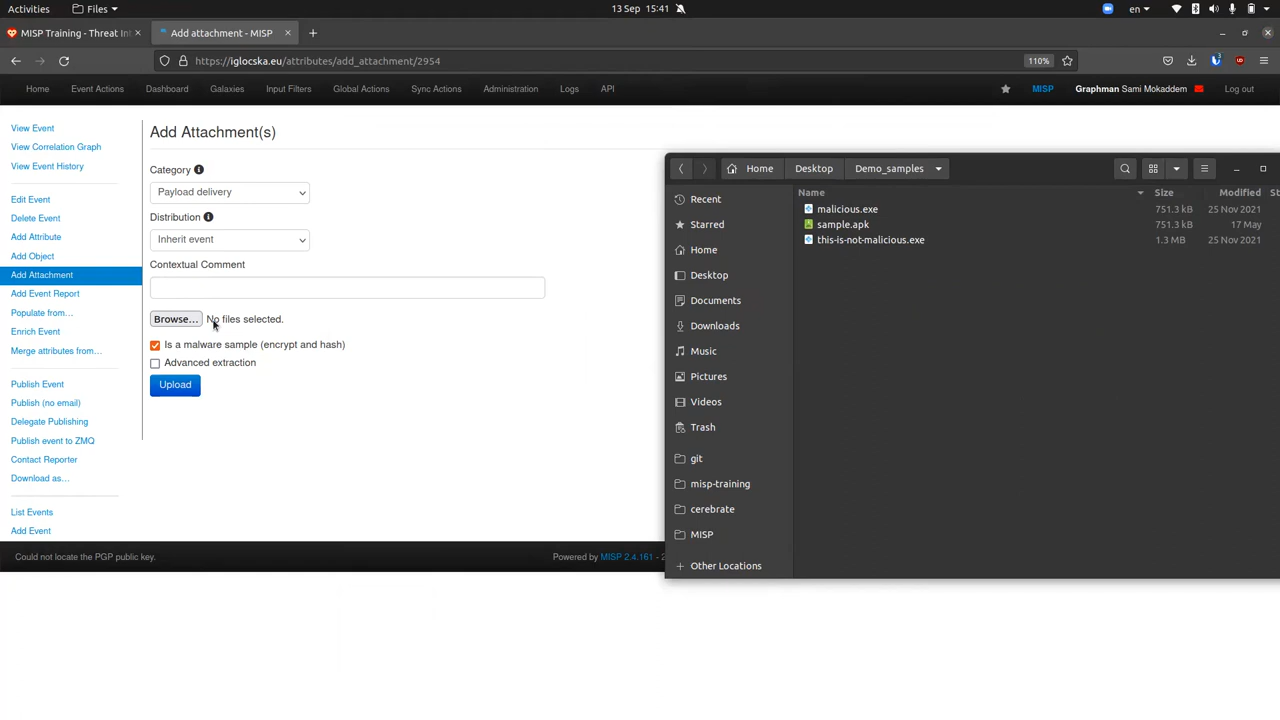 Activities
Files
13 Sep 15:41
en
MISP Training - Threat In
Add attachment - MISP
https://iglocska.eu/attributes/add_attachment/2954
110%
Home
Event Actions
Dashboard
Galaxies
Input Filters
Global Actions
Sync Actions
Administration
Logs
API
MISP
Graphman Sami Mokaddem
Log out
View Event
View Correlation Graph
View Event History
Edit Event
Delete Event
Add Attribute
Add Object
Add Attachment
Add Event Report
Populate from...
Enrich Event
Merge attributes from...
Publish Event
Publish (no email)
Delegate Publishing
Publish event to ZMQ
Contact Reporter
Download as...
List Events
Add Event
Add Attachment(s)
Category
Payload delivery
Distribution
Inherit event
Contextual Comment
Browse... No files selected.
Is a malware sample (encrypt and hash)
Advanced extraction
Upload
Home
Desktop
Demo_samples
Recent
Starred
Home
Desktop
Documents
Downloads
Music
Pictures
Videos
Trash
git
misp-training
cerebrate
MISP
+ Other Locations
Name Size Modified
malicious.exe 751.3 kB 25 Nov 2021
sample.apk 751.3 kB 17 May
this-is-not-malicious.exe 1.3 MB 25 Nov 2021
Could not locate the PGP public key.
Powered by MISP 2.4.161 - 2